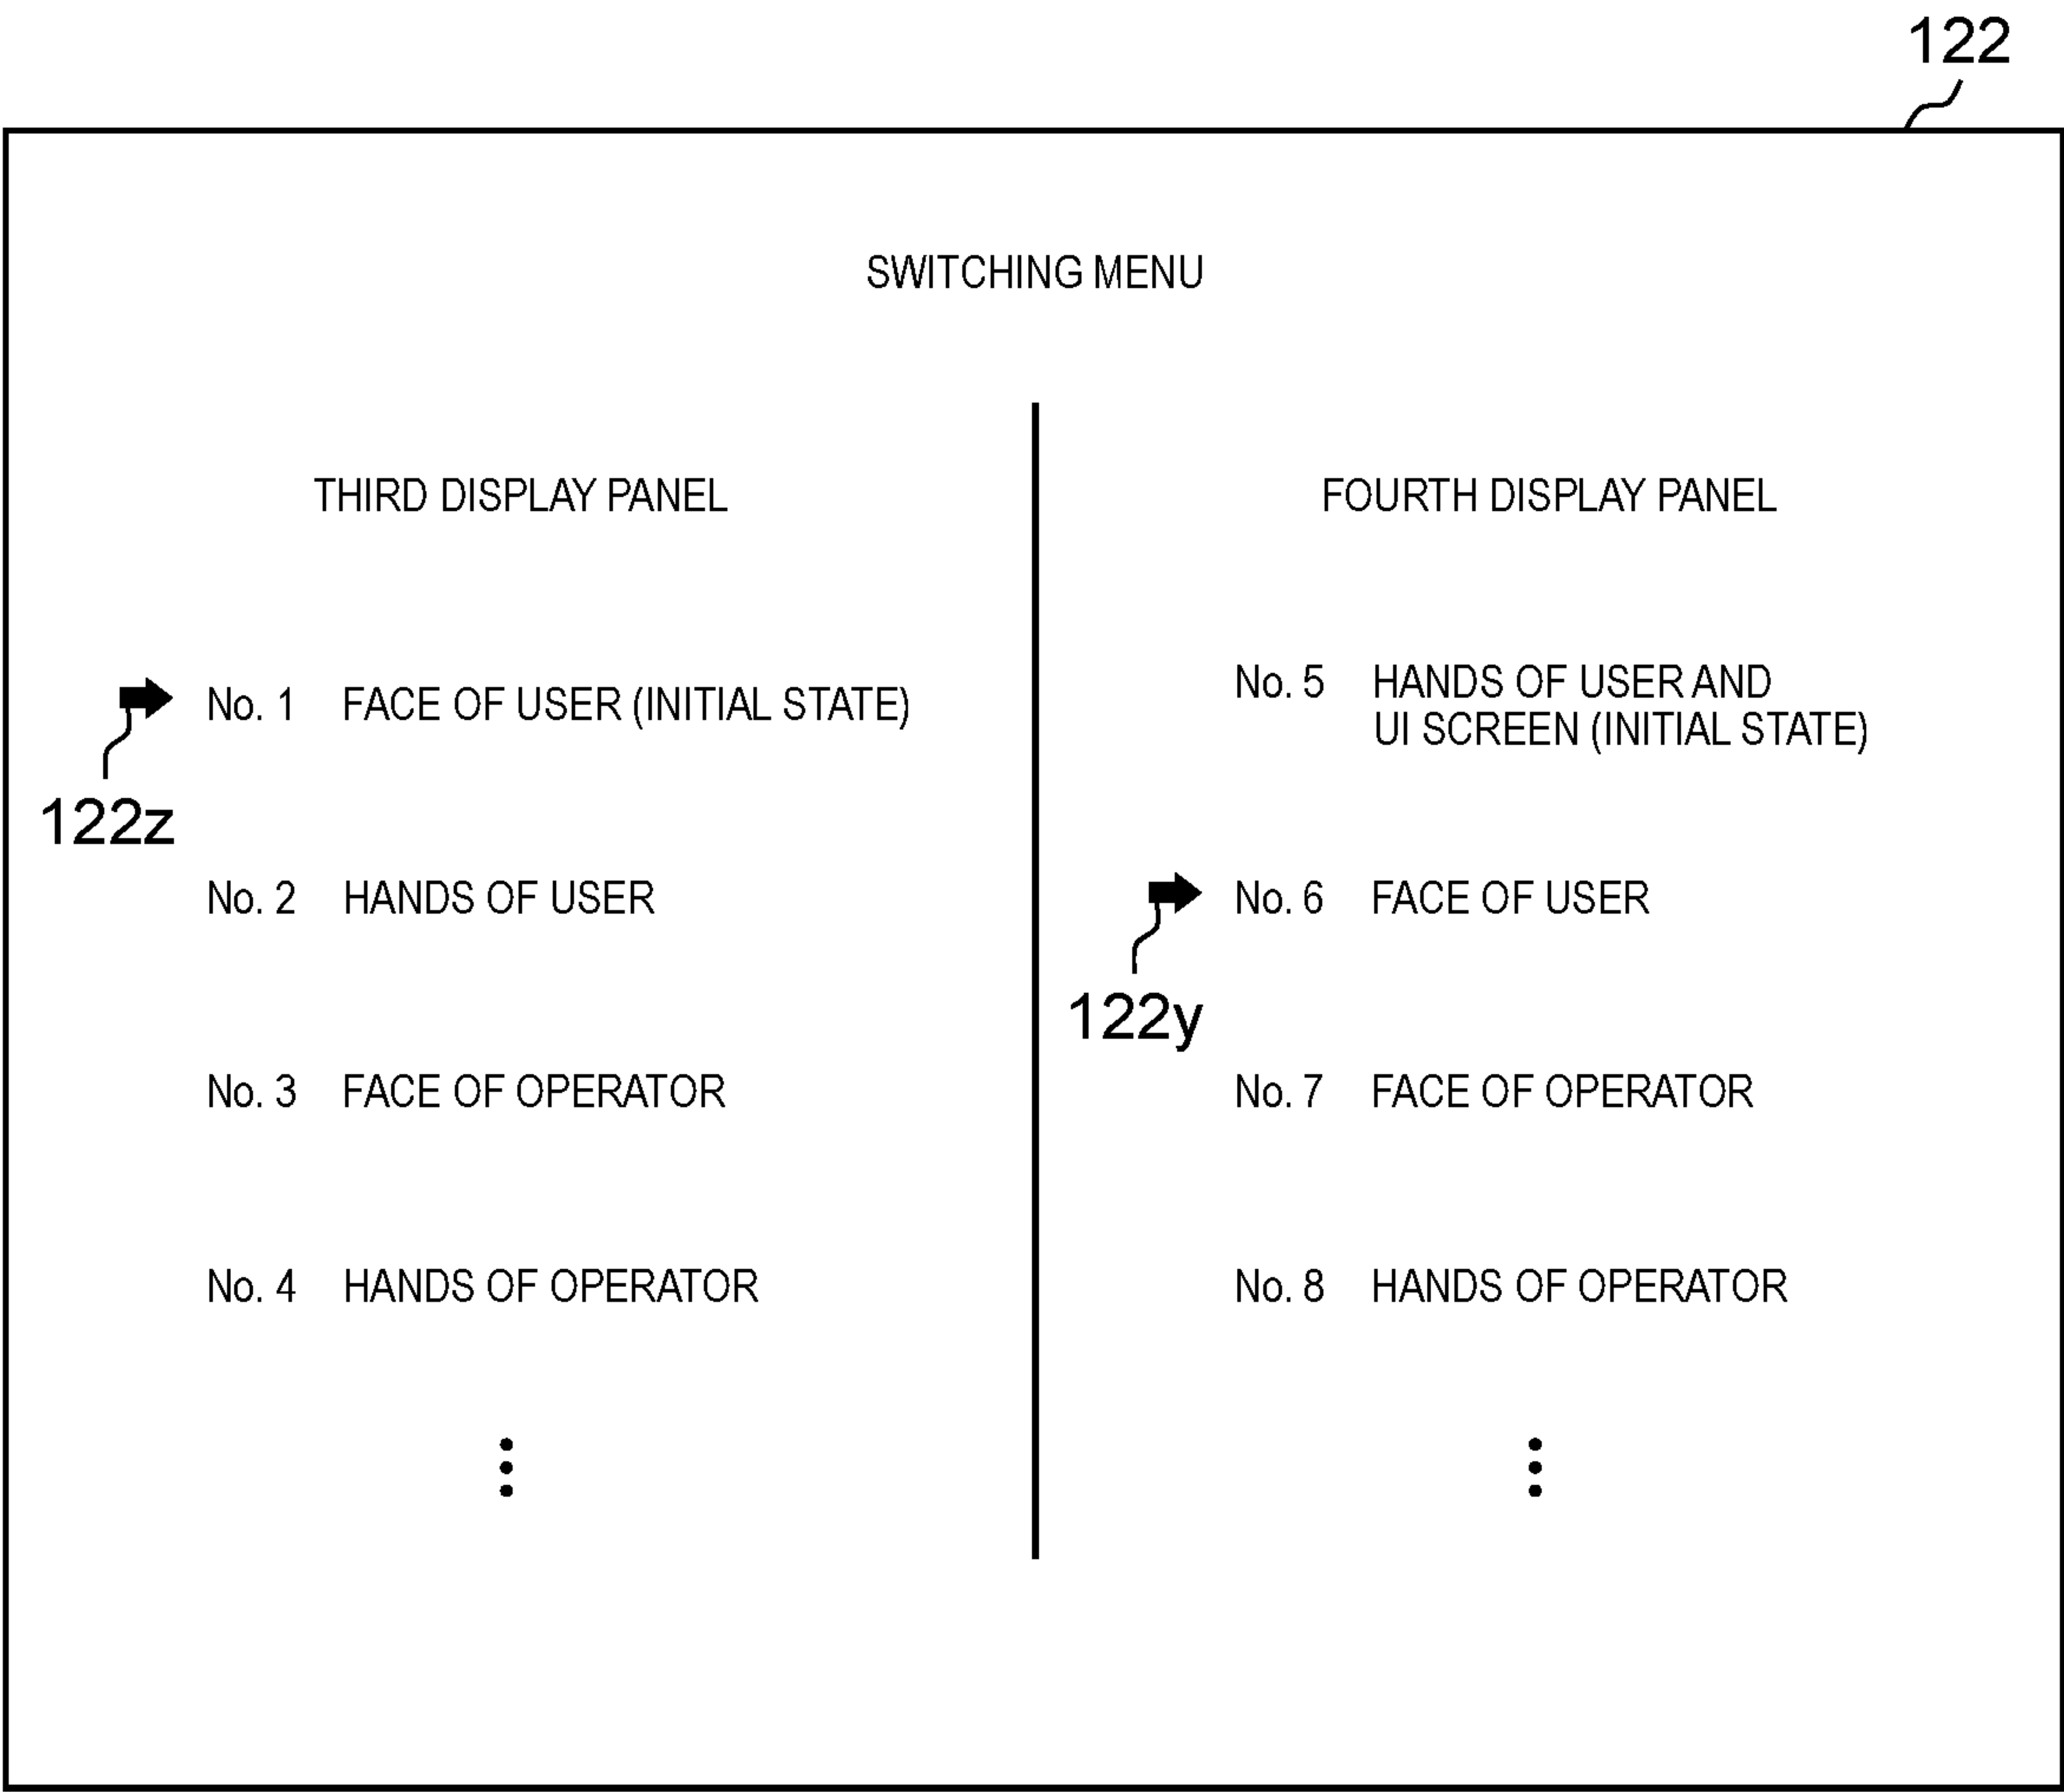 122
SWITCHING MENU
THIRD DISPLAY PANEL
No. 1 FACE OF USER (INITIAL STATE)
122z
No. 2 HANDS OF USER
No. 3 FACE OF OPERATOR
No. 4 HANDS OF OPERATOR
FOURTH DISPLAY PANEL
No. 5 HANDS OF USER AND
UI SCREEN (INITIAL STATE)
No. 6 FACE OF USER
122y
No. 7 FACE OF OPERATOR
No. 8 HANDS OF OPERATOR